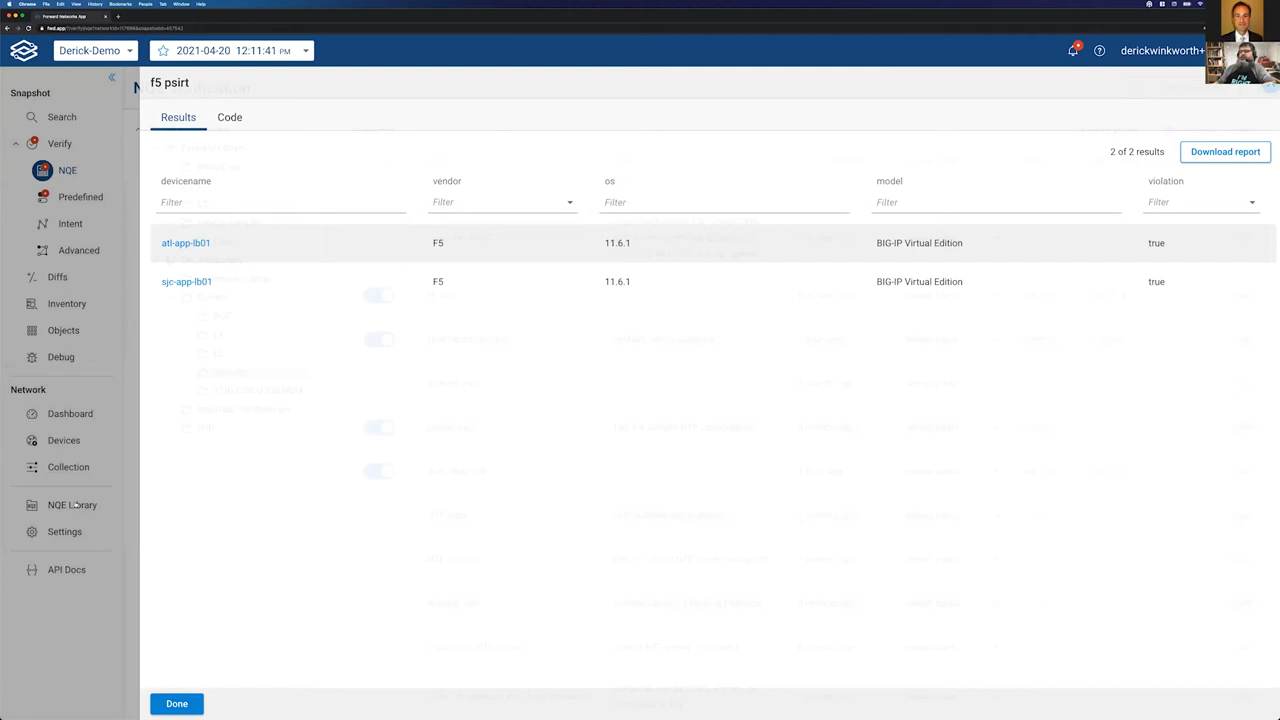 Chrome File Edit View History Bookmarks People Tab Window Help
Forward Networks App
Derick-Demo
2021-04-20 12:11:41 PM
derickwinkworth+
Snapshot
Search
Verify
NQE
Predefined
Intent
Advanced
Diffs
Inventory
Objects
Debug
Network
Dashboard
Devices
Collection
NQE Library
Settings
API Docs
f5 psirt
Results Code
2 of 2 results Download report
devicename vendor os model violation
Filter Filter Filter Filter Filter
atl-app-lb01 F5 11.6.1 BIG-IP Virtual Edition true
sjc-app-lb01 F5 11.6.1 BIG-IP Virtual Edition true
Done